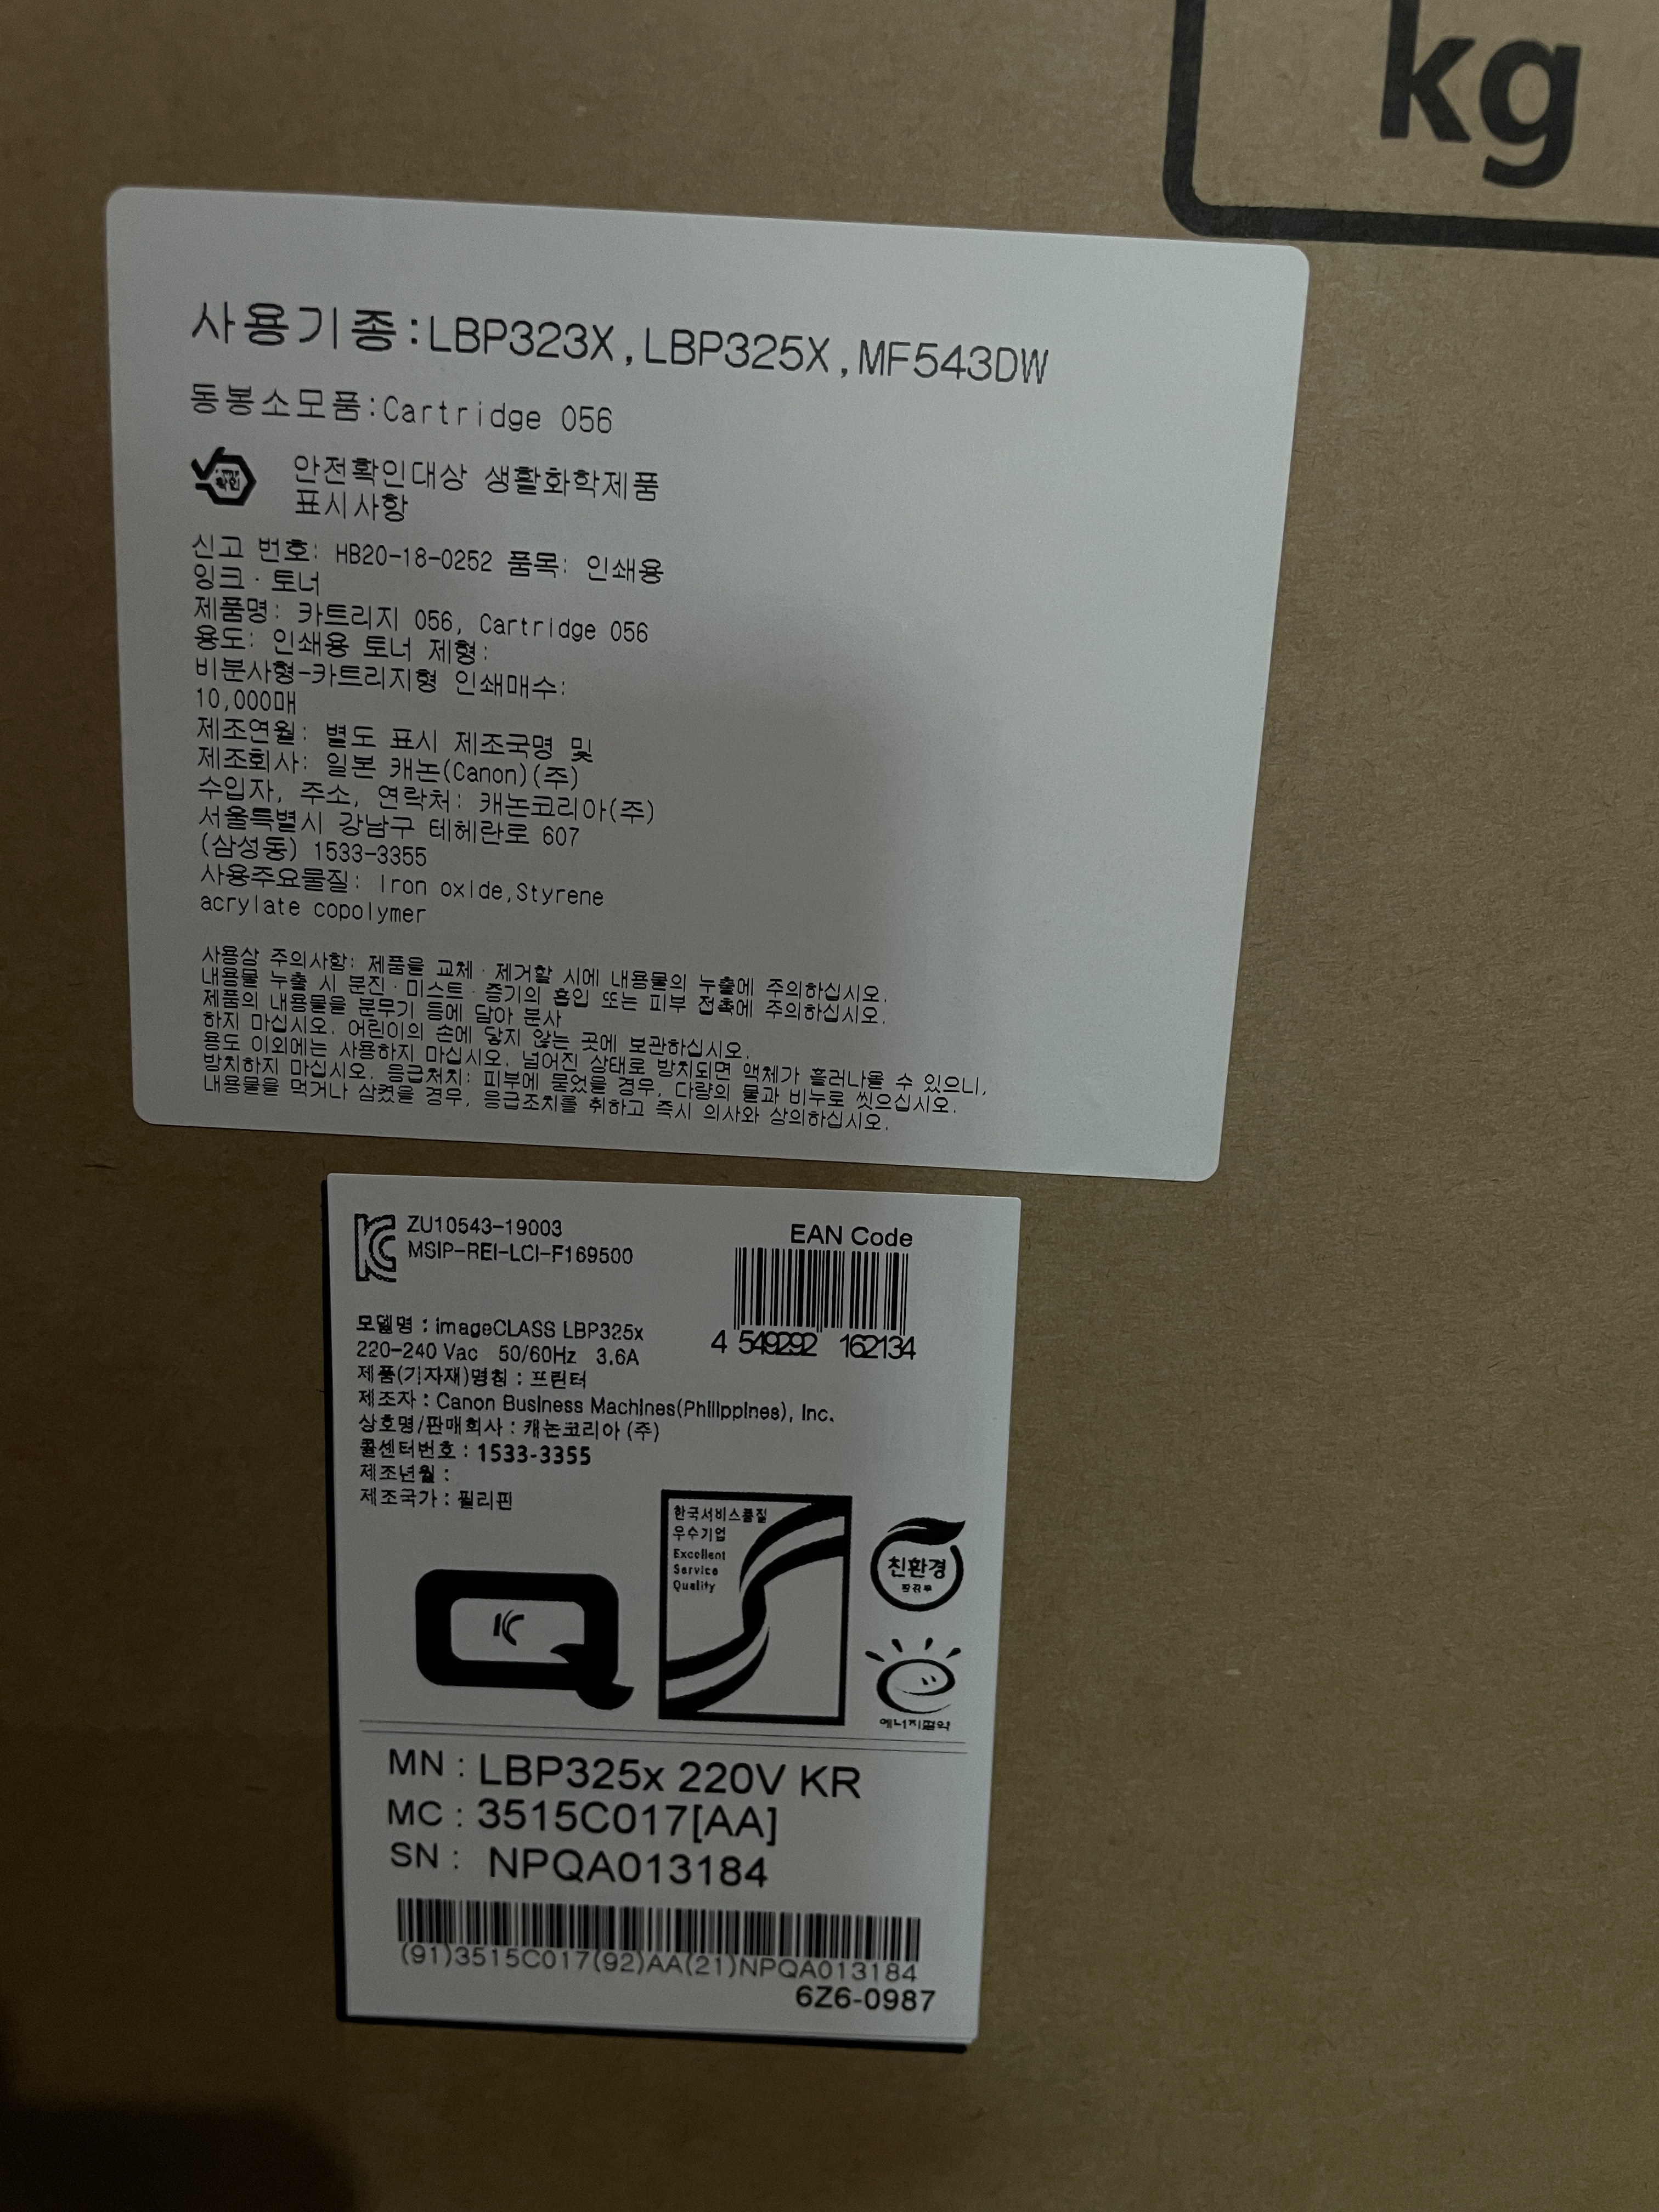 kg
사용기종:LBP323X,LBP325X,MF543DW
동봉소모품:Cartridge 056
확인
안전확인대상 생활화학제품
표시사항
신고 번호: HB20-18-0252 품목: 인쇄용
잉크·토너
제품명: 카트리지 056, Cartridge 056
용도: 인쇄용 토너 제형:
비분사형-카트리지형 인쇄매수:
10,000매
제조연월: 별도 표시 제조국명 및
제조회사: 일본 캐논(Canon)(주)
수입자, 주소, 연락처: 캐논코리아(주)
서울특별시 강남구 테헤란로 607
(삼성동) 1533-3355
사용주요물질: Iron oxide,Styrene
acrylate copolymer
사용상 주의사항: 제품을 교체·제거할 시에 내용물의 누출에 주의하십시오.
내용물 누출 시 분진·미스트·증기의 흡입 또는 피부 접촉에 주의하십시오.
제품의 내용물을 분무기 등에 담아 분사
하지 마십시오. 어린이의 손에 닿지 않는 곳에 보관하십시오.
용도 이외에는 사용하지 마십시오. 넘어진 상태로 방치되면 액체가 흘러나올 수 있으니,
방치하지 마십시오. 응급처치: 피부에 묻었을 경우, 다량의 물과 비누로 씻으십시오.
내용물을 먹거나 삼켰을 경우, 응급조치를 취하고 즉시 의사와 상의하십시오.
ZU10543-19003
MSIP-REI-LCI-F169500
EAN Code
4 549292 162134
모델명 : imageCLASS LBP325x
220-240 Vac 50/60Hz 3.6A
제품(기자재)명칭 : 프린터
제조자 : Canon Business Machines(Philippines), Inc.
상호명/판매회사 : 캐논코리아 (주)
콜센터번호 : 1533-3355
제조년월 :
제조국가 : 필리핀
한국서비스품질
우수기업
Excellent
Service
Quality
친환경
환경부
에너지절약
MN : LBP325x 220V KR
MC : 3515C017[AA]
SN : NPQA013184
(91)3515C017(92)AA(21)NPQA013184
6Z6-0987